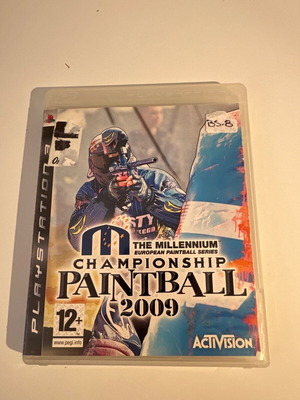 BS-8
PLAYSTATION 3
THE MILLENNIUM
EUROPEAN PAINTBALL SERIES
CHAMPIONSHIP
PAINTBALL
2009
12+
www.pegi.info
ACTIVISION